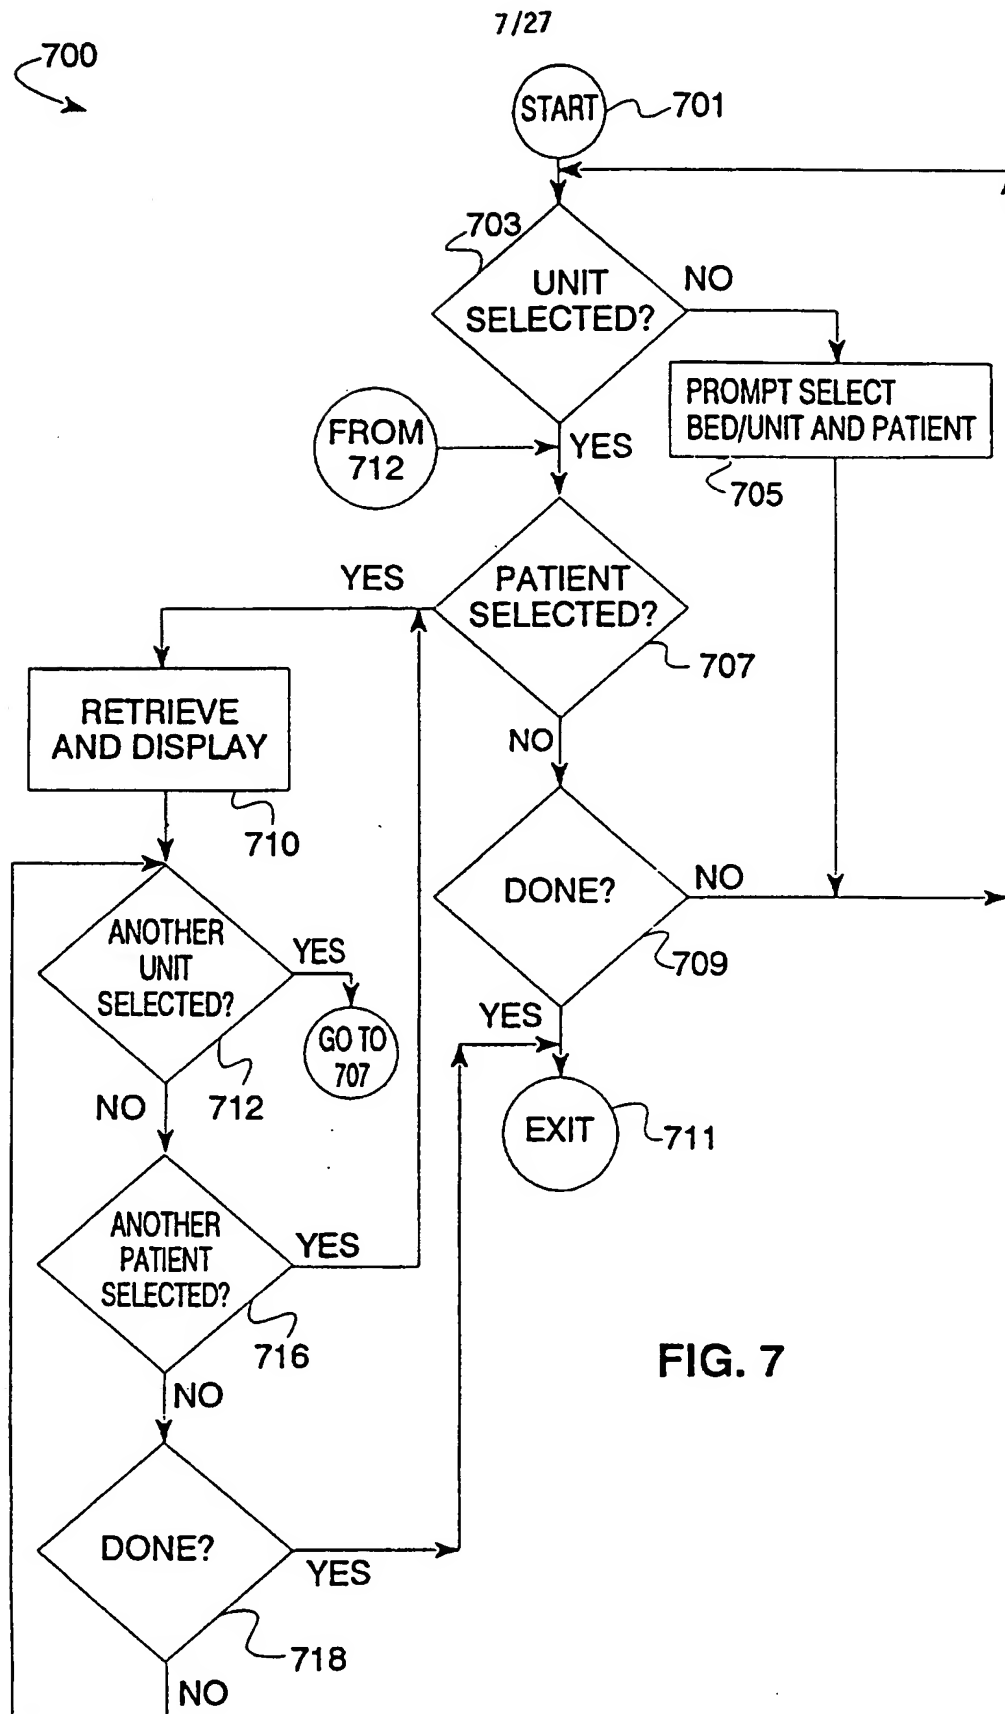 7/27
700
START
701
703
UNIT
SELECTED?
NO
PROMPT SELECT
BED/UNIT AND PATIENT
705
FROM
712
YES
PATIENT
SELECTED?
707
YES
NO
RETRIEVE
AND DISPLAY
710
DONE?
NO
709
YES
ANOTHER
UNIT
SELECTED?
YES
GO TO
707
712
NO
EXIT
711
ANOTHER
PATIENT
SELECTED?
YES
716
NO
FIG. 7
DONE?
YES
718
NO